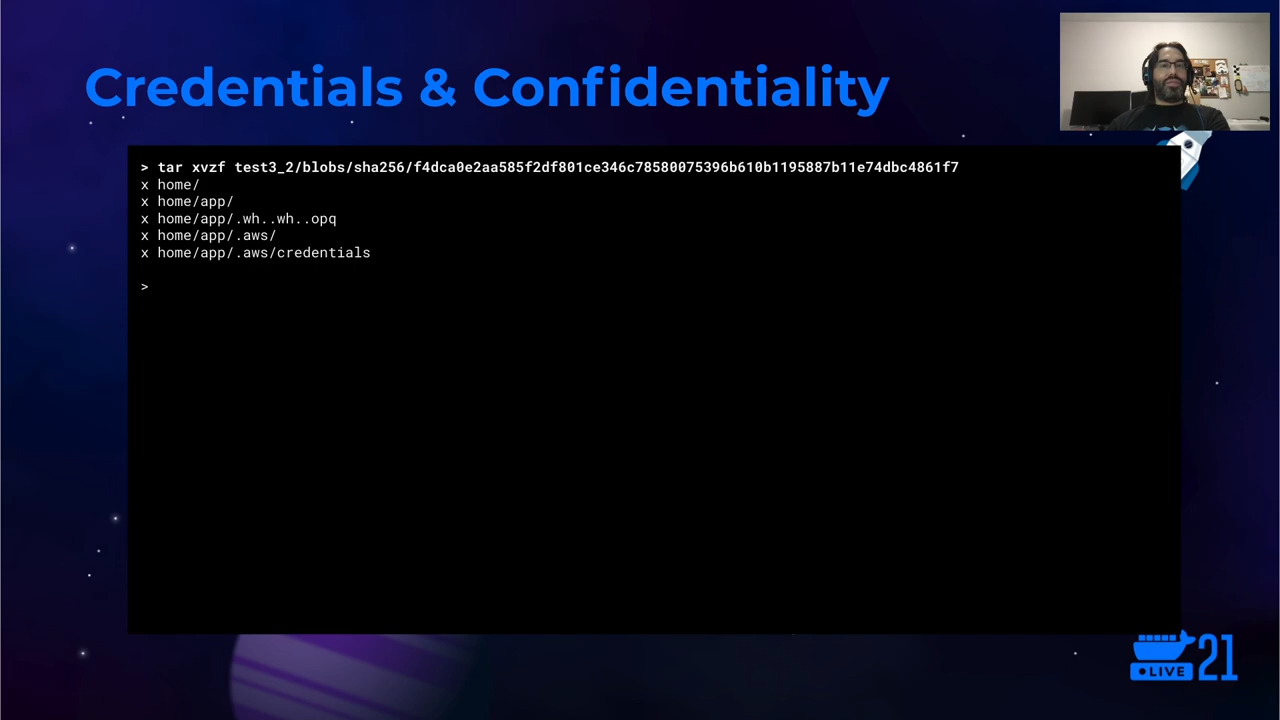 Credentials & Confidentiality
> tar xvzf test3_2/blobs/sha256/f4dca0e2aa585f2df801ce346c78580075396b610b1195887b11e74dbc4861f7
x home/
x home/app/
x home/app/.wh..wh..opq
x home/app/.aws/
x home/app/.aws/credentials
>
LIVE 21